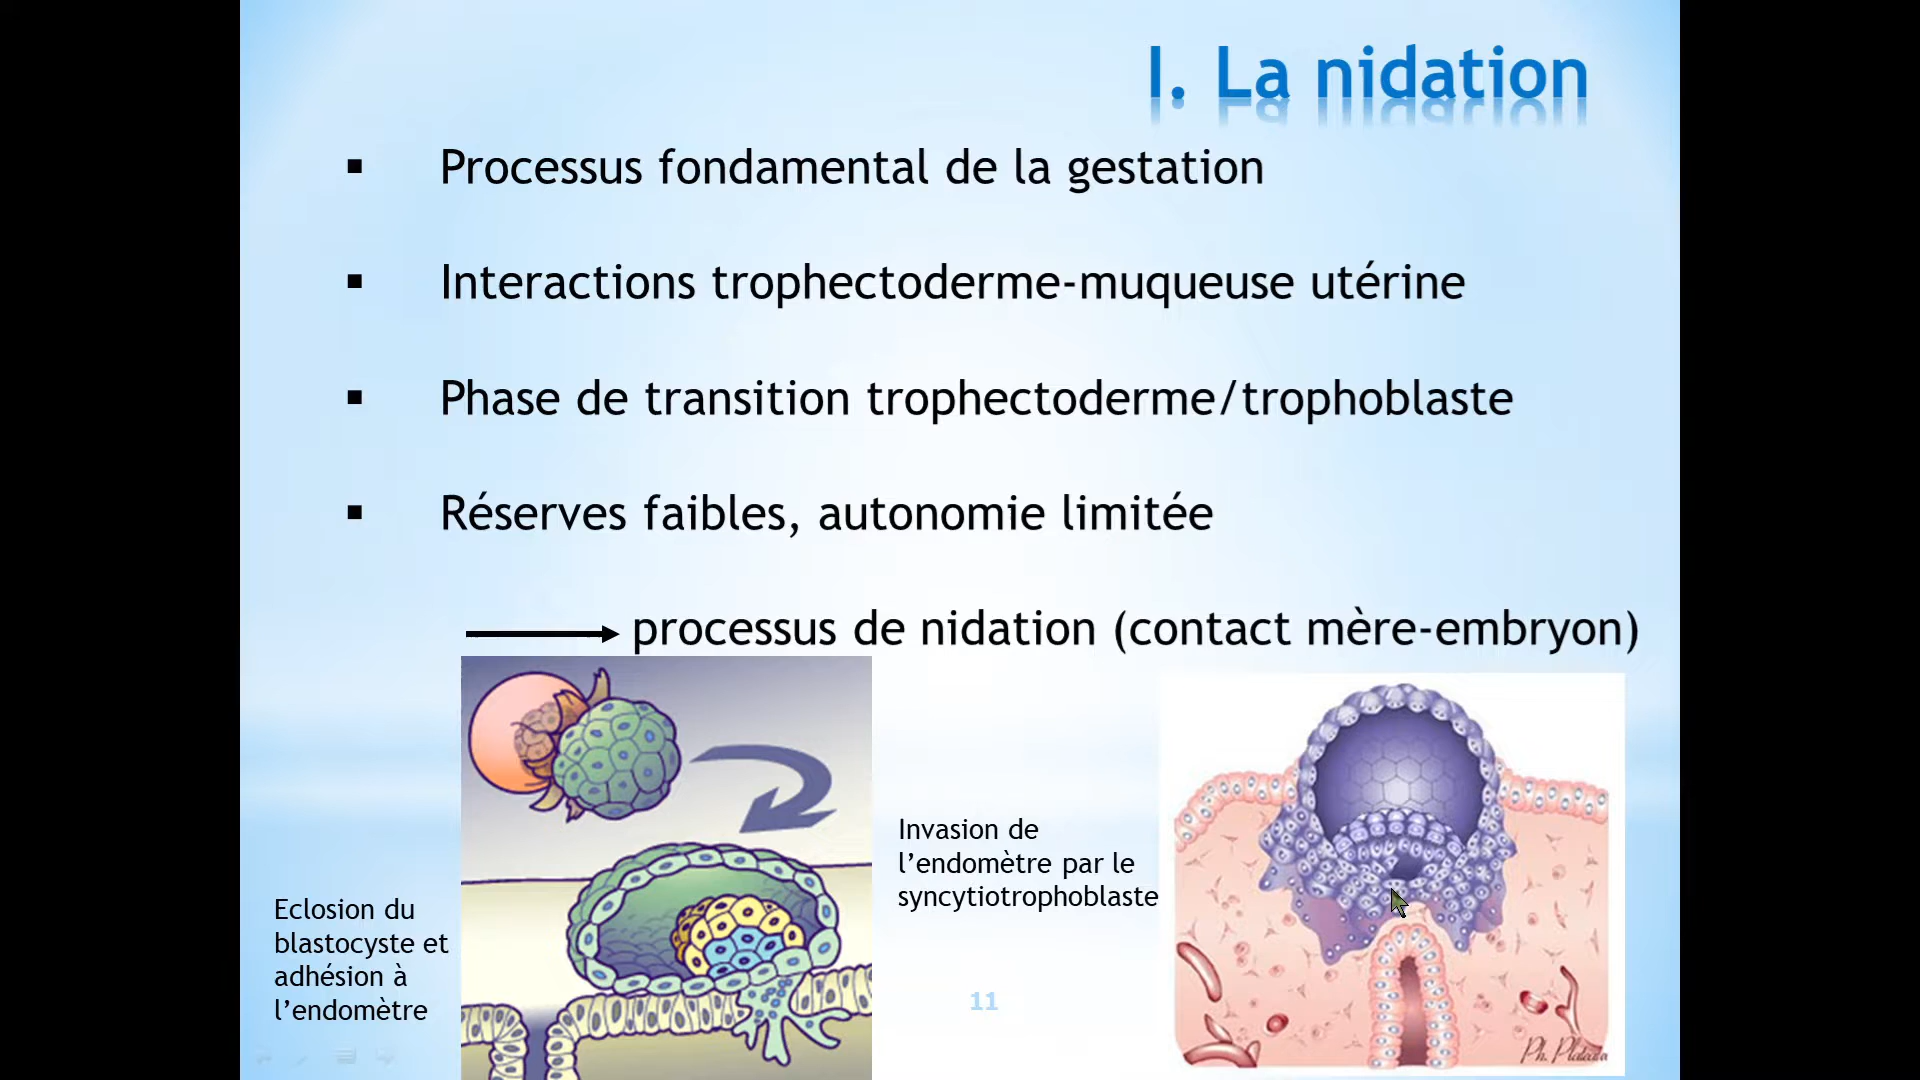 I. La nidation
▪ Processus fondamental de la gestation
▪ Interactions trophectoderme-muqueuse utérine
▪ Phase de transition trophectoderme/trophoblaste
▪ Réserves faibles, autonomie limitée
processus de nidation (contact mère-embryon)
Eclosion du
blastocyste et
adhésion à
l’endomètre
Invasion de
l’endomètre par le
syncytiotrophoblaste
11
Ph.